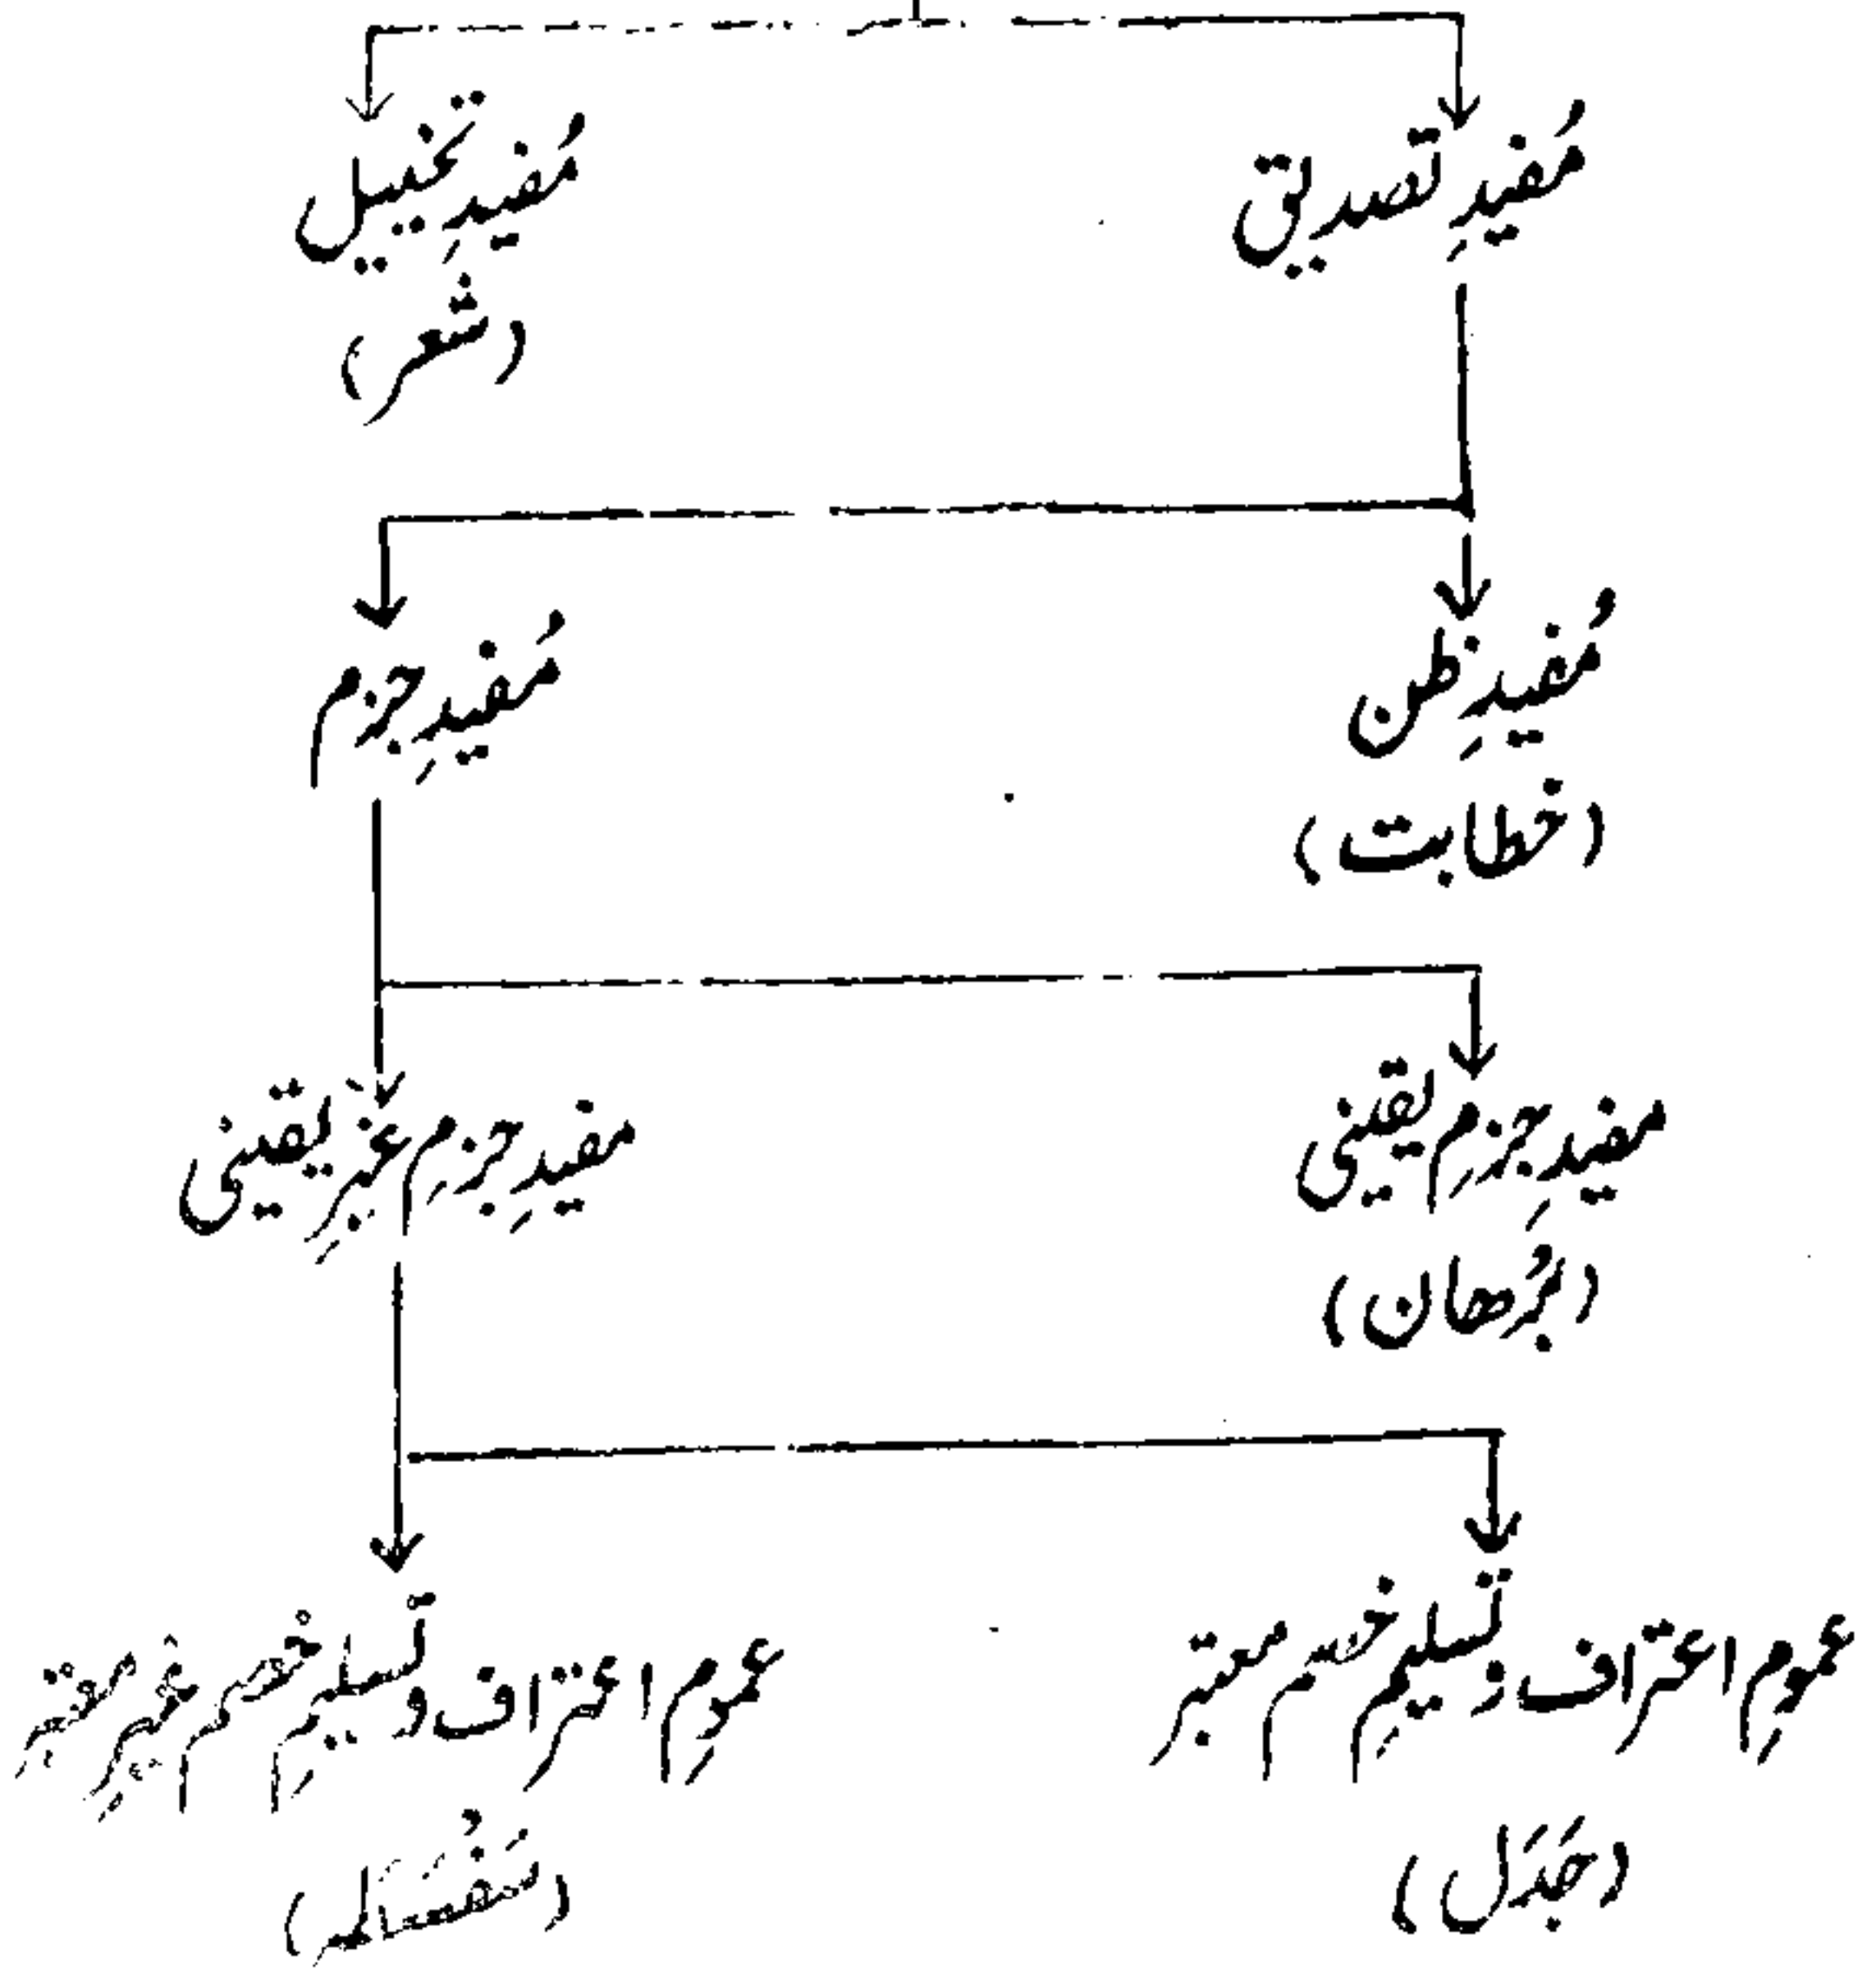 مُفیدِ تصدیق
مُفیدِ تخییل
(شعر)
مُفیدِ ظن
(خطابت)
مُفیدِ جزم
مفیدِ جزمِ یقینی
(بُرھان)
مفیدِ جزمِ غیرِ یقینی
عمومِ اعتراف و تسلیمِ خصم معتبر
(جَدَل)
عمومِ اعتراف و تسلیمِ خصم غیرِ معتبر